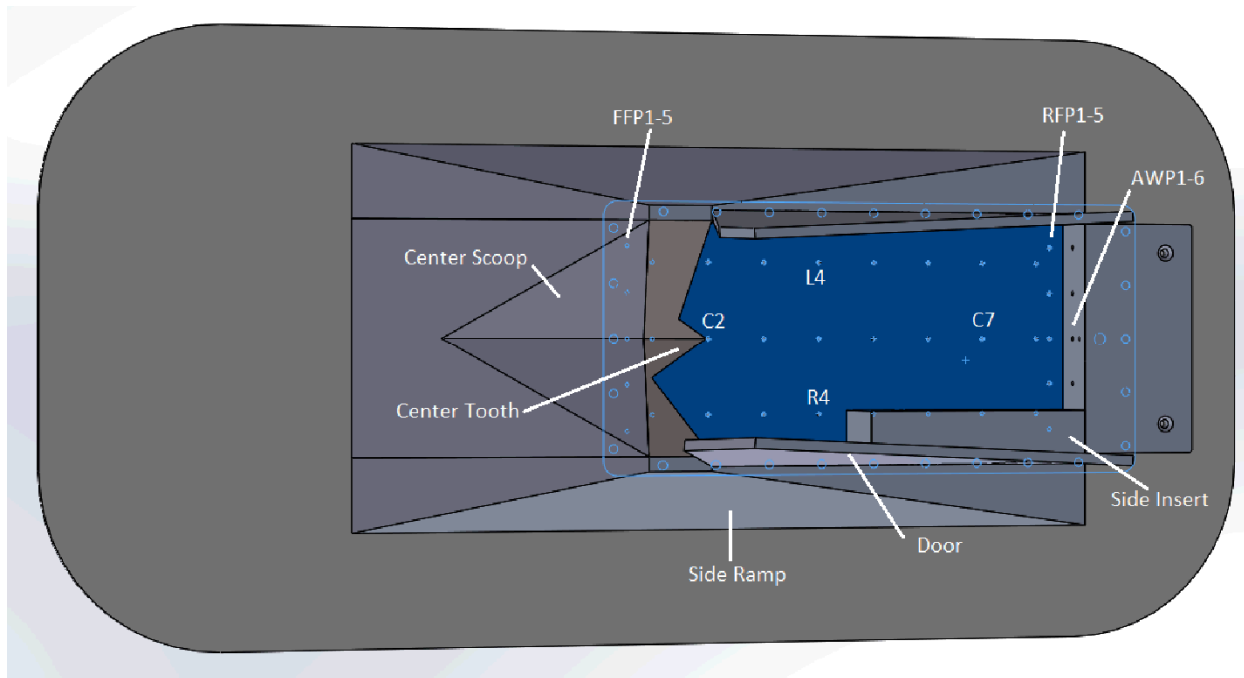 FFP1-5
RFP1-5
AWP1-6
Center Scoop
L4
C2
C7
Center Tooth
R4
Side Insert
Door
Side Ramp